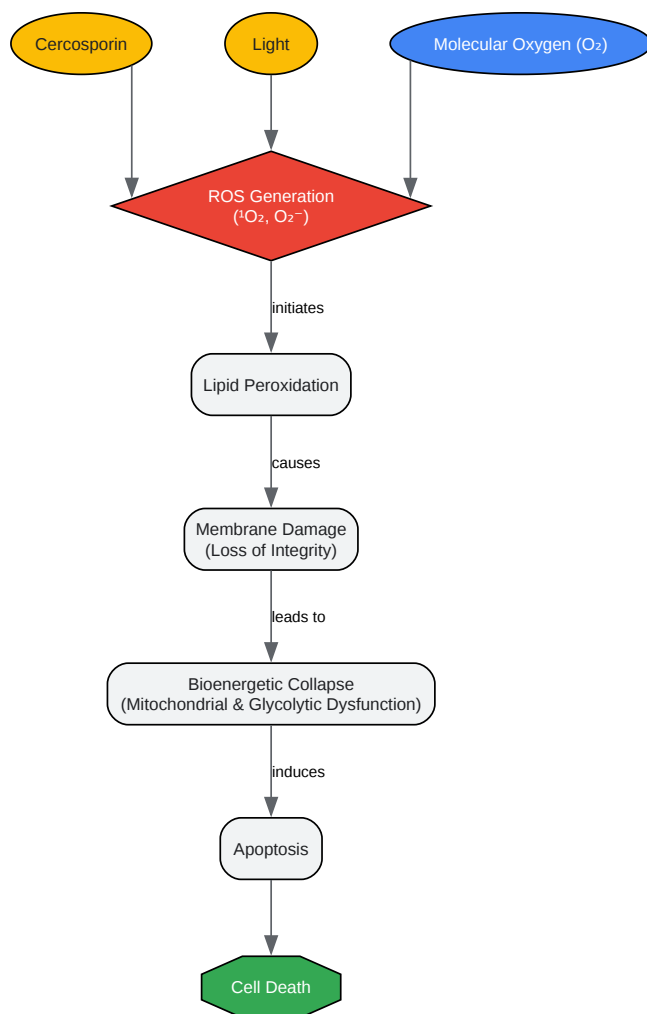 Cercosporin
Light
Molecular Oxygen (O₂)
ROS Generation
(¹O₂, O₂⁻)
initiates
Lipid Peroxidation
causes
Membrane Damage
(Loss of Integrity)
leads to
Bioenergetic Collapse
(Mitochondrial & Glycolytic Dysfunction)
induces
Apoptosis
Cell Death